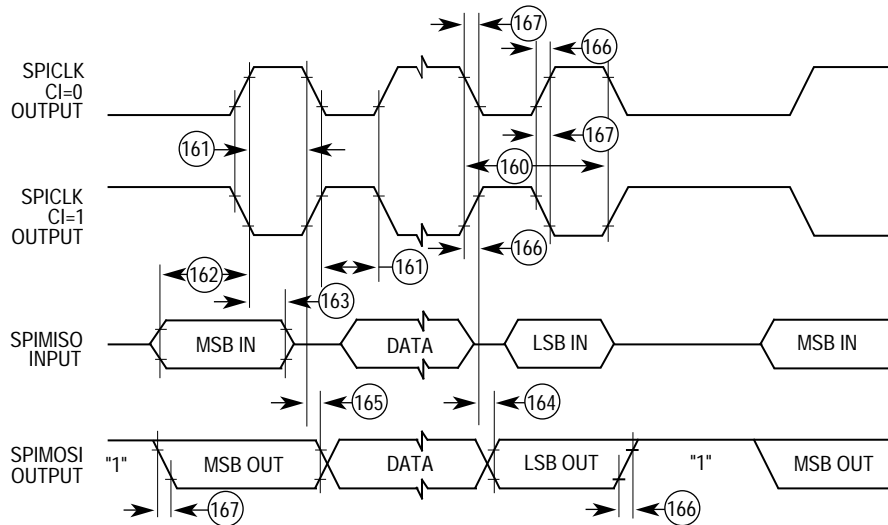 167
166
SPICLK
CI=0
OUTPUT
161
167
160
SPICLK
CI=1
OUTPUT
166
161
162
163
SPIMISO
INPUT
MSB IN
DATA
LSB IN
MSB IN
165
164
SPIMOSI
OUTPUT
"1"
MSB OUT
DATA
LSB OUT
"1"
MSB OUT
167
166